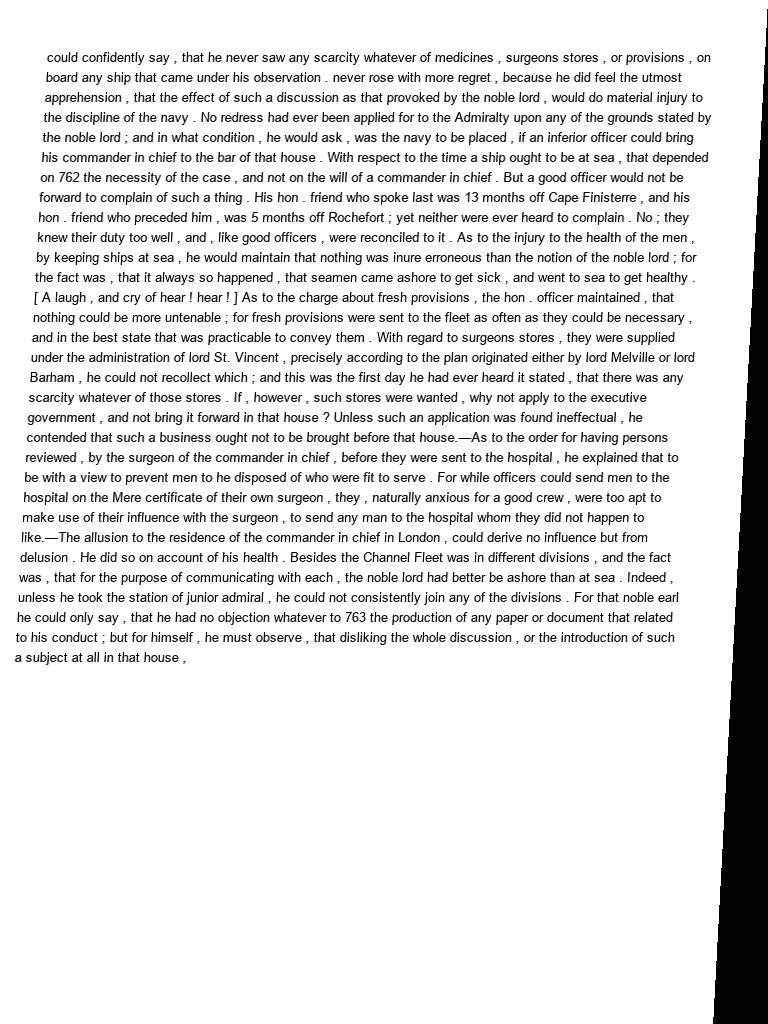 could confidently say , that he never saw any scarcity whatever of medicines , surgeons stores , or provisions , on
board any ship that came under his observation . never rose with more regret , because he did feel the utmost
apprehension , that the effect of such a discussion as that provoked by the noble lord , would do material injury to
the discipline of the navy . No redress had ever been applied for to the Admiralty upon any of the grounds stated by
the noble lord ; and in what condition , he would ask , was the navy to be placed , if an inferior officer could bring
his commander in chief to the bar of that house . With respect to the time a ship ought to be at sea , that depended
on 762 the necessity of the case , and not on the will of a commander in chief . But a good officer would not be
forward to complain of such a thing . His hon . friend who spoke last was 13 months off Cape Finisterre , and his
hon . friend who preceded him , was 5 months off Rochefort ; yet neither were ever heard to complain . No ; they
knew their duty too well , and , like good officers , were reconciled to it . As to the injury to the health of the men ,
by keeping ships at sea , he would maintain that nothing was inure erroneous than the notion of the noble lord ; for
the fact was , that it always so happened , that seamen came ashore to get sick , and went to sea to get healthy .
[ A laugh , and cry of hear ! hear ! ] As to the charge about fresh provisions , the hon . officer maintained , that
nothing could be more untenable ; for fresh provisions were sent to the fleet as often as they could be necessary ,
and in the best state that was practicable to convey them . With regard to surgeons stores , they were supplied
under the administration of lord St. Vincent , precisely according to the plan originated either by lord Melville or lord
Barham , he could not recollect which ; and this was the first day he had ever heard it stated , that there was any
scarcity whatever of those stores . If , however , such stores were wanted , why not apply to the executive
government , and not bring it forward in that house ? Unless such an application was found ineffectual , he
contended that such a business ought not to be brought before that house.—As to the order for having persons
reviewed , by the surgeon of the commander in chief , before they were sent to the hospital , he explained that to
be with a view to prevent men to he disposed of who were fit to serve . For while officers could send men to the
hospital on the Mere certificate of their own surgeon , they , naturally anxious for a good crew , were too apt to
make use of their influence with the surgeon , to send any man to the hospital whom they did not happen to
like.—The allusion to the residence of the commander in chief in London , could derive no influence but from
delusion . He did so on account of his health . Besides the Channel Fleet was in different divisions , and the fact
was , that for the purpose of communicating with each , the noble lord had better be ashore than at sea . Indeed ,
unless he took the station of junior admiral , he could not consistently join any of the divisions . For that noble earl
he could only say , that he had no objection whatever to 763 the production of any paper or document that related
to his conduct ; but for himself , he must observe , that disliking the whole discussion , or the introduction of such
a subject at all in that house ,